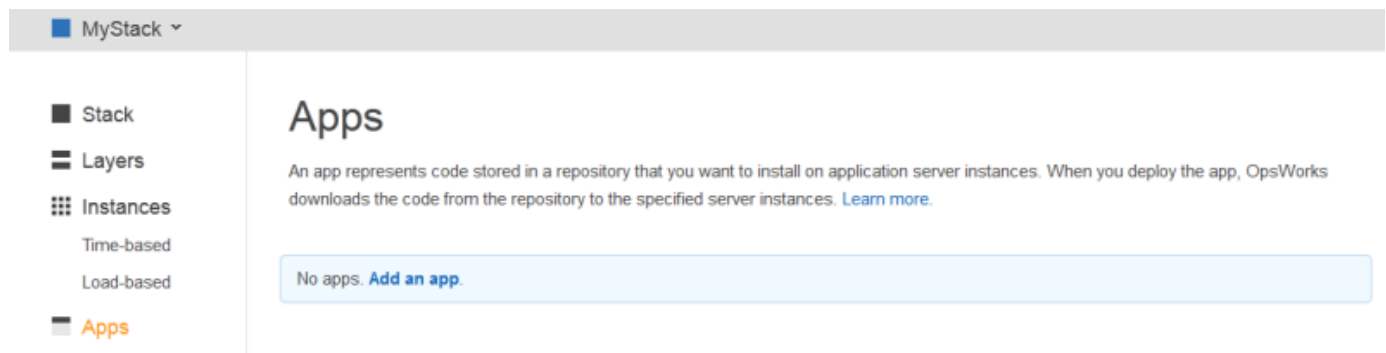 MyStack
Stack
Layers
Instances
Time-based
Load-based
Apps
Apps
An app represents code stored in a repository that you want to install on application server instances. When you deploy the app, OpsWorks
downloads the code from the repository to the specified server instances. Learn more.
No apps. Add an app.